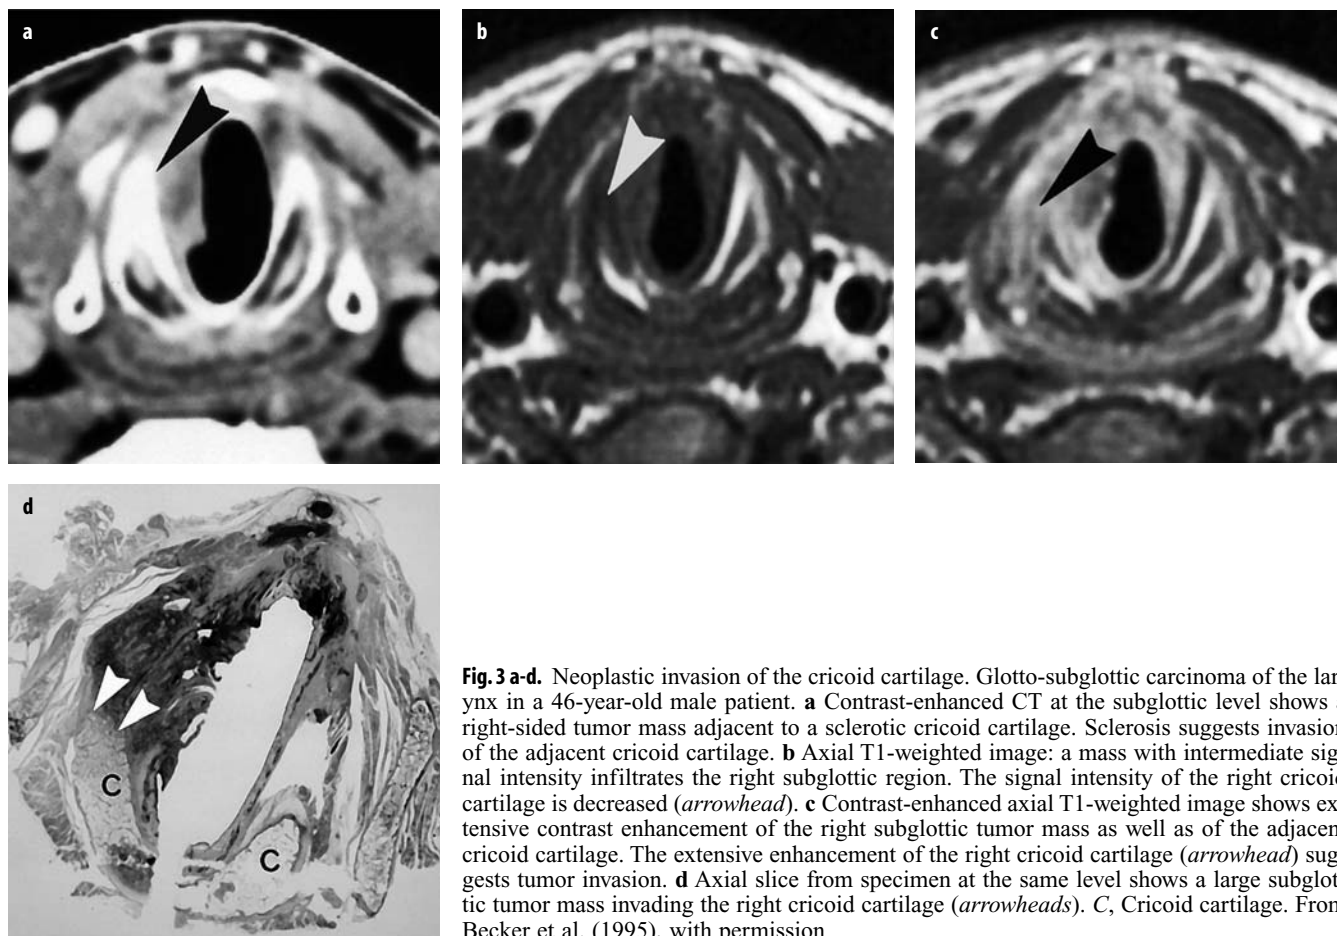 a
b
c
d
C
C
Fig. 3 a-d. Neoplastic invasion of the cricoid cartilage. Glotto-subglottic carcinoma of the lar
ynx in a 46-year-old male patient. a Contrast-enhanced CT at the subglottic level shows
right-sided tumor mass adjacent to a sclerotic cricoid cartilage. Sclerosis suggests invasion
of the adjacent cricoid cartilage. b Axial T1-weighted image: a mass with intermediate sig
nal intensity infiltrates the right subglottic region. The signal intensity of the right cricoid
cartilage is decreased (arrowhead). c Contrast-enhanced axial T1-weighted image shows ex
tensive contrast enhancement of the right subglottic tumor mass as well as of the adjacen
cricoid cartilage. The extensive enhancement of the right cricoid cartilage (arrowhead) sug
gests tumor invasion. d Axial slice from specimen at the same level shows a large subglot
tic tumor mass invading the right cricoid cartilage (arrowheads). C, Cricoid cartilage. From
Becker et al. (1995), with permission